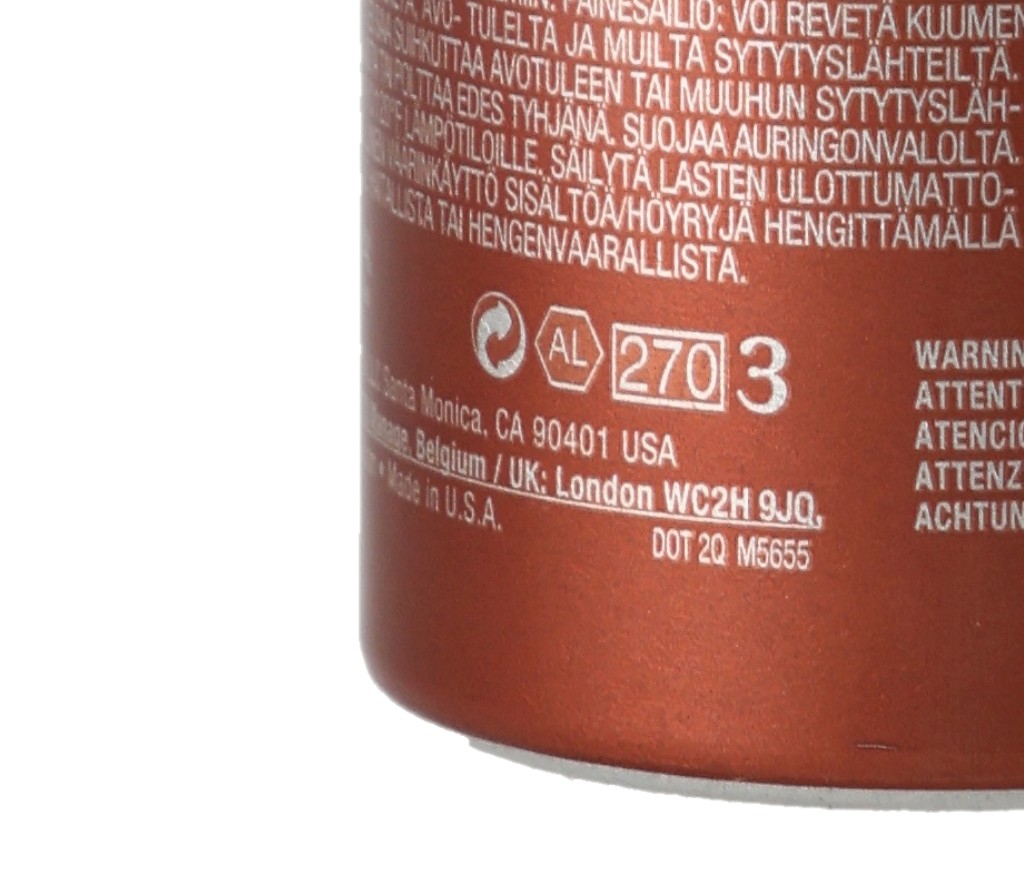 PAINESÄILIÖ: VOI REVETÄ KUUMEN
AVO- TULELTA JA MUILTA SYTYTYSLÄHTEILTÄ.
SUIHKUTTAA AVOTULEEN TAI MUUHUN SYTYTYSLÄH-
POLTTAA EDES TYHJÄNÄ. SUOJAA AURINGONVALOLTA.
LÄMPÖTILOILLE. SÄILYTÄ LASTEN ULOTTUMATTO-
VÄÄRINKÄYTTÖ SISÄLTÖÄ/HÖYRYJÄ HENGITTÄMÄLLÄ
TAI HENGENVAARALLISTA.
AL 270 3
Santa Monica, CA 90401 USA
Belgium / UK: London WC2H 9JQ,
• Made in U.S.A.
DOT 2Q M5655
WARNIN
ATTENT
ATENCIÓ
ATTENZ
ACHTUN